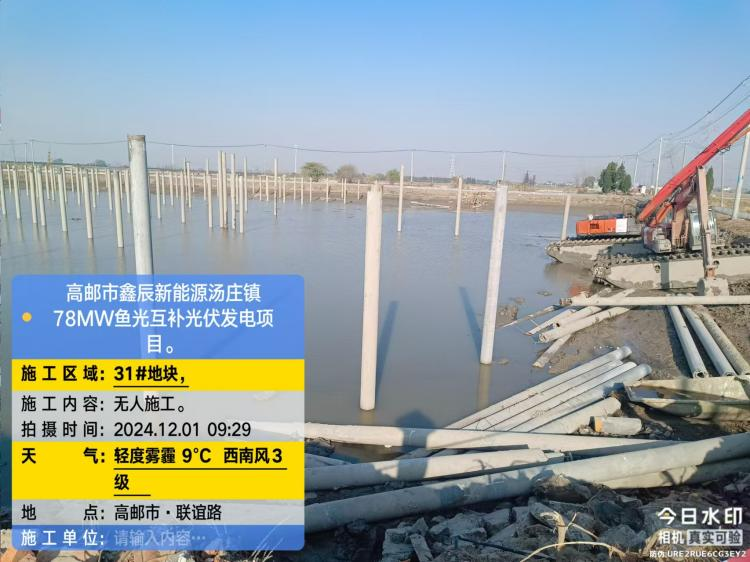 高邮市鑫辰新能源汤庄镇
78MW鱼光互补光伏发电项
目。
施工区域：31#地块，
施工内容：无人施工。
拍摄时间：2024.12.01 09:29
天气：轻度雾霾 9℃ 西南风3
级
地点：高邮市·联谊路
施工单位：请输入内容···
今日水印
相机 真实可验
防伪:URE2RUE6CG3EY2